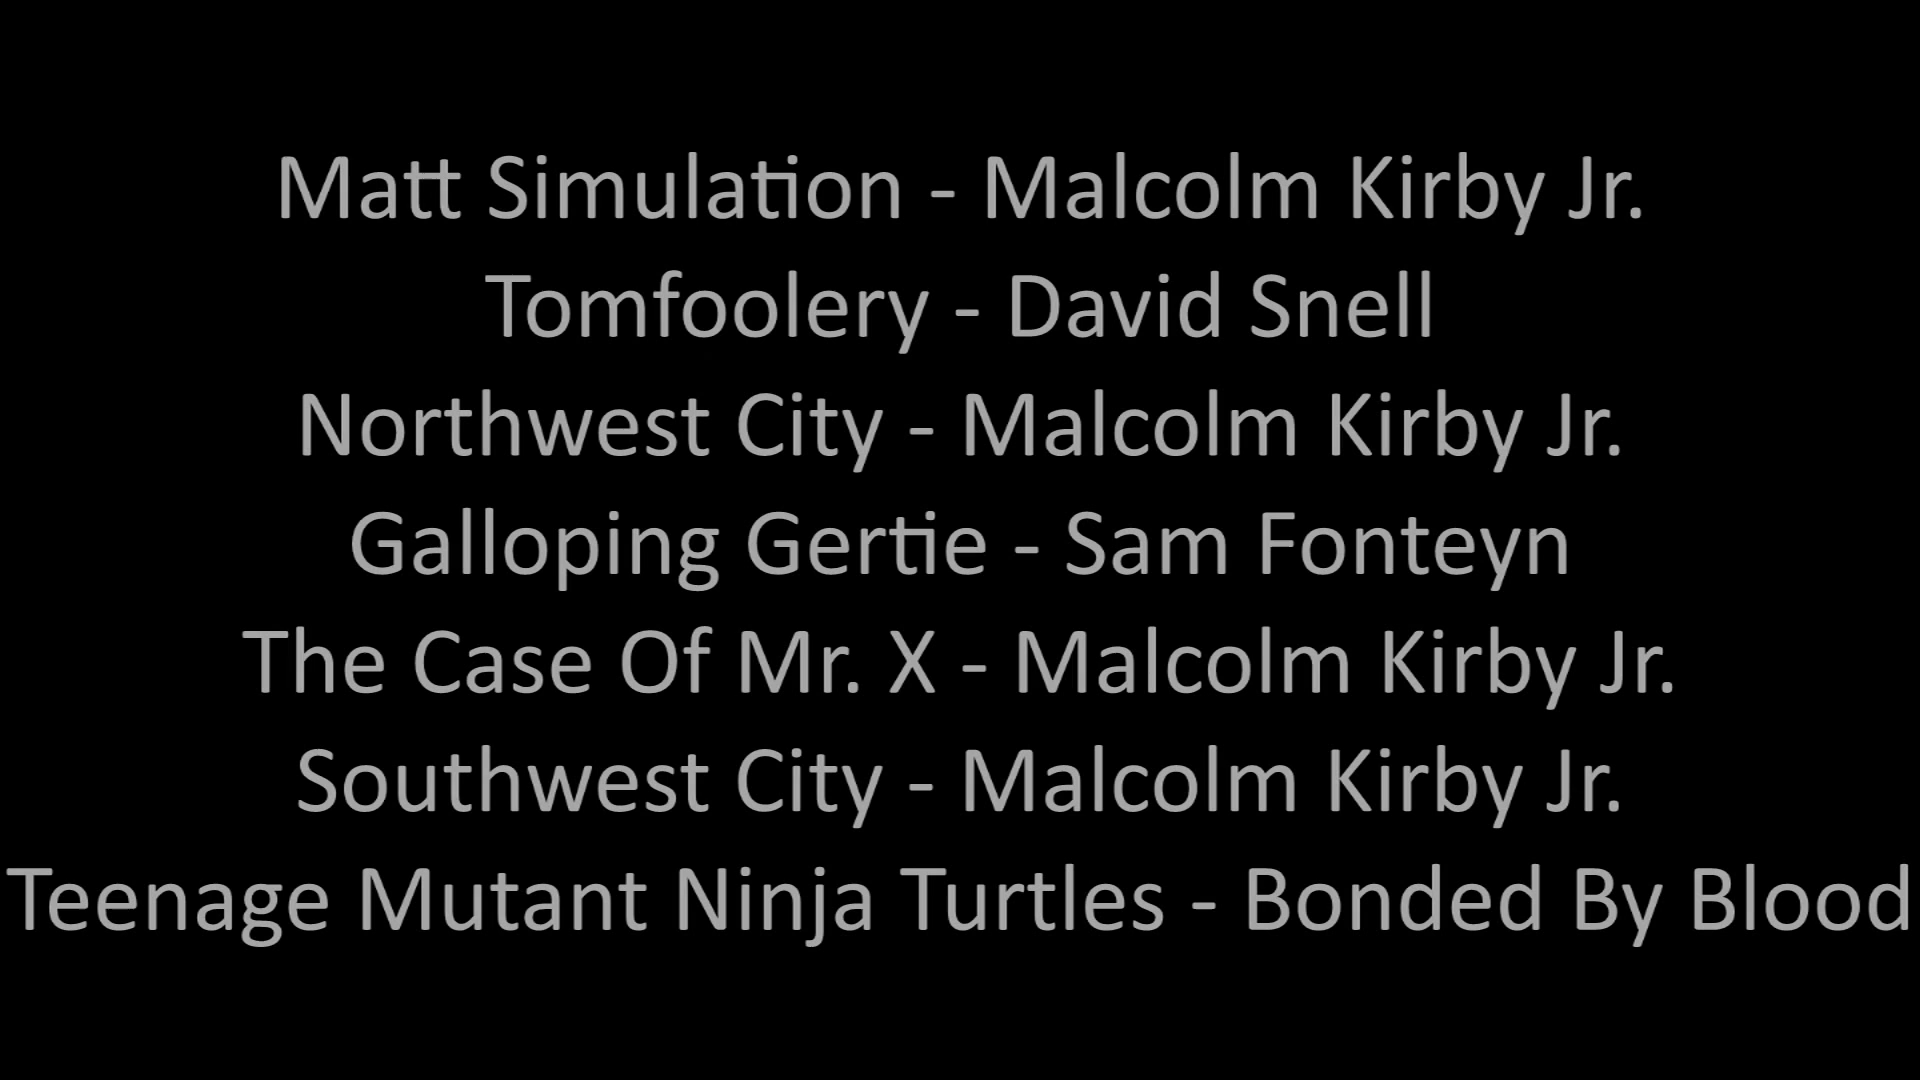 Matt Simulation - Malcolm Kirby Jr.
Tomfoolery - David Snell
Northwest City - Malcolm Kirby Jr.
Galloping Gertie - Sam Fonteyn
The Case Of Mr. X - Malcolm Kirby Jr.
Southwest City - Malcolm Kirby Jr.
Teenage Mutant Ninja Turtles - Bonded By Blood